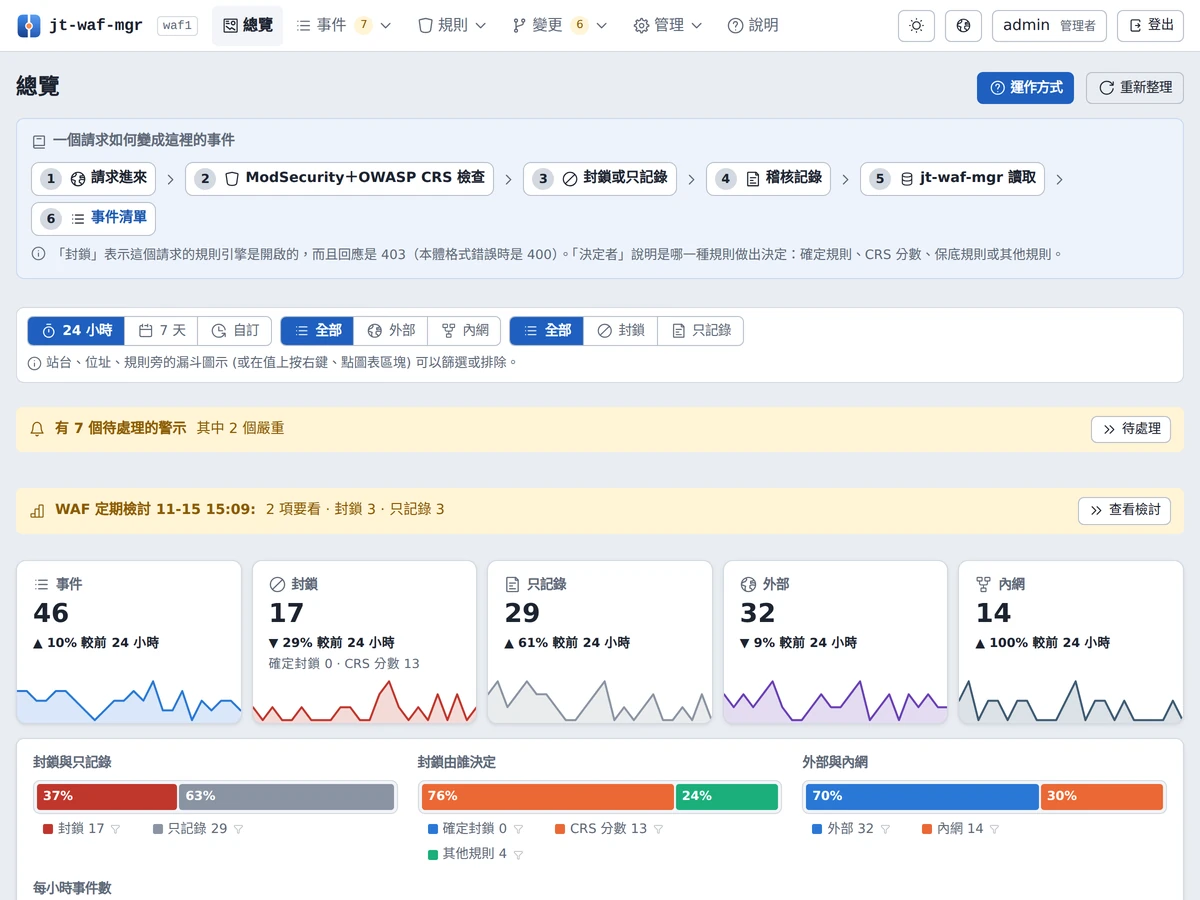 jt-waf-mgr waf1 總覽 事件 7 規則 變更 6 管理 說明 admin 管理者 登出
總覽
運作方式 重新整理
一個請求如何變成這裡的事件
1 請求進來 2 ModSecurity+OWASP CRS 檢查 3 封鎖或只記錄 4 稽核記錄 5 jt-waf-mgr 讀取
6 事件清單
「封鎖」表示這個請求的規則引擎是開啟的，而且回應是 403（本體格式錯誤時是 400）。「決定者」說明是哪一種規則做出決定：確定規則、CRS 分數、保底規則或其他規則。
24 小時 7 天 自訂 全部 外部 內網 全部 封鎖 只記錄
站台、位址、規則旁的漏斗圖示 (或在值上按右鍵、點圖表區塊) 可以篩選或排除。
有 7 個待處理的警示 其中 2 個嚴重 待處理
WAF 定期檢討 11-15 15:09: 2 項要看 · 封鎖 3 · 只記錄 3 查看檢討
事件
46
▲ 10% 較前 24 小時
封鎖
17
▼ 29% 較前 24 小時
確定封鎖 0 · CRS 分數 13
只記錄
29
▲ 61% 較前 24 小時
外部
32
▼ 9% 較前 24 小時
內網
14
▲ 100% 較前 24 小時
封鎖與只記錄
37% 63%
封鎖 17 只記錄 29
封鎖由誰決定
76% 24%
確定封鎖 0 CRS 分數 13
其他規則 4
外部與內網
70% 30%
外部 32 內網 14
每小時事件數